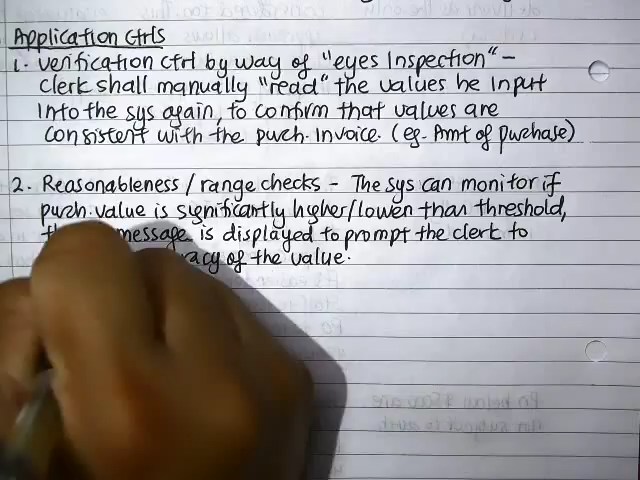 Application Ctrls
1. Verification ctrl by way of "eyes Inspection" -
clerk shall manually "read" the values he input
into the sys again, to confirm that values are
consistent with the purch. invoice. (eg. Amt of purchase)
2. Reasonableness / range checks - The sys can monitor if
purch. value is significantly higher/lower than threshold,
message is displayed to prompt the clerk to
of the value.